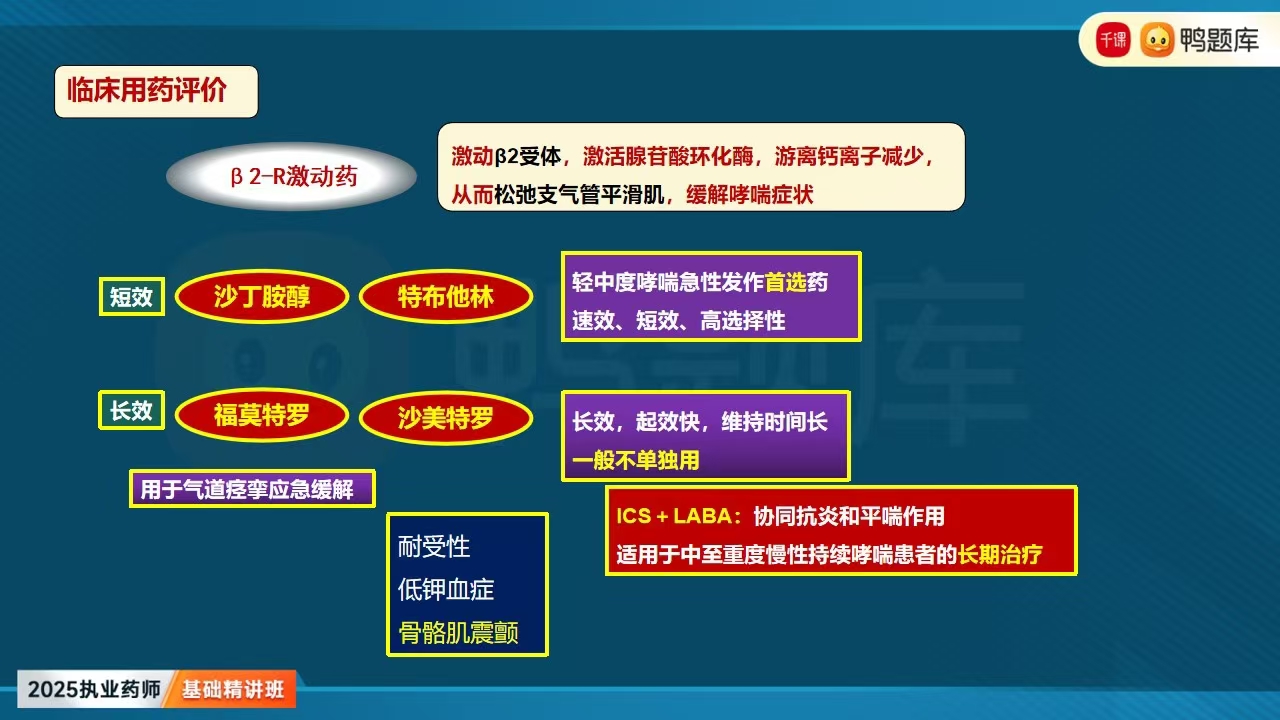 千课 鸭题库
临床用药评价
β2-R激动药
激动β2受体，激活腺苷酸环化酶，游离钙离子减少，
从而松弛支气管平滑肌，缓解哮喘症状
短效
沙丁胺醇
特布他林
轻中度哮喘急性发作首选药
速效、短效、高选择性
长效
福莫特罗
沙美特罗
长效，起效快，维持时间长
一般不单独用
用于气道痉挛应急缓解
ICS＋LABA：协同抗炎和平喘作用
适用于中至重度慢性持续哮喘患者的长期治疗
耐受性
低钾血症
骨骼肌震颤
鸭题库
2025执业药师 基础精讲班